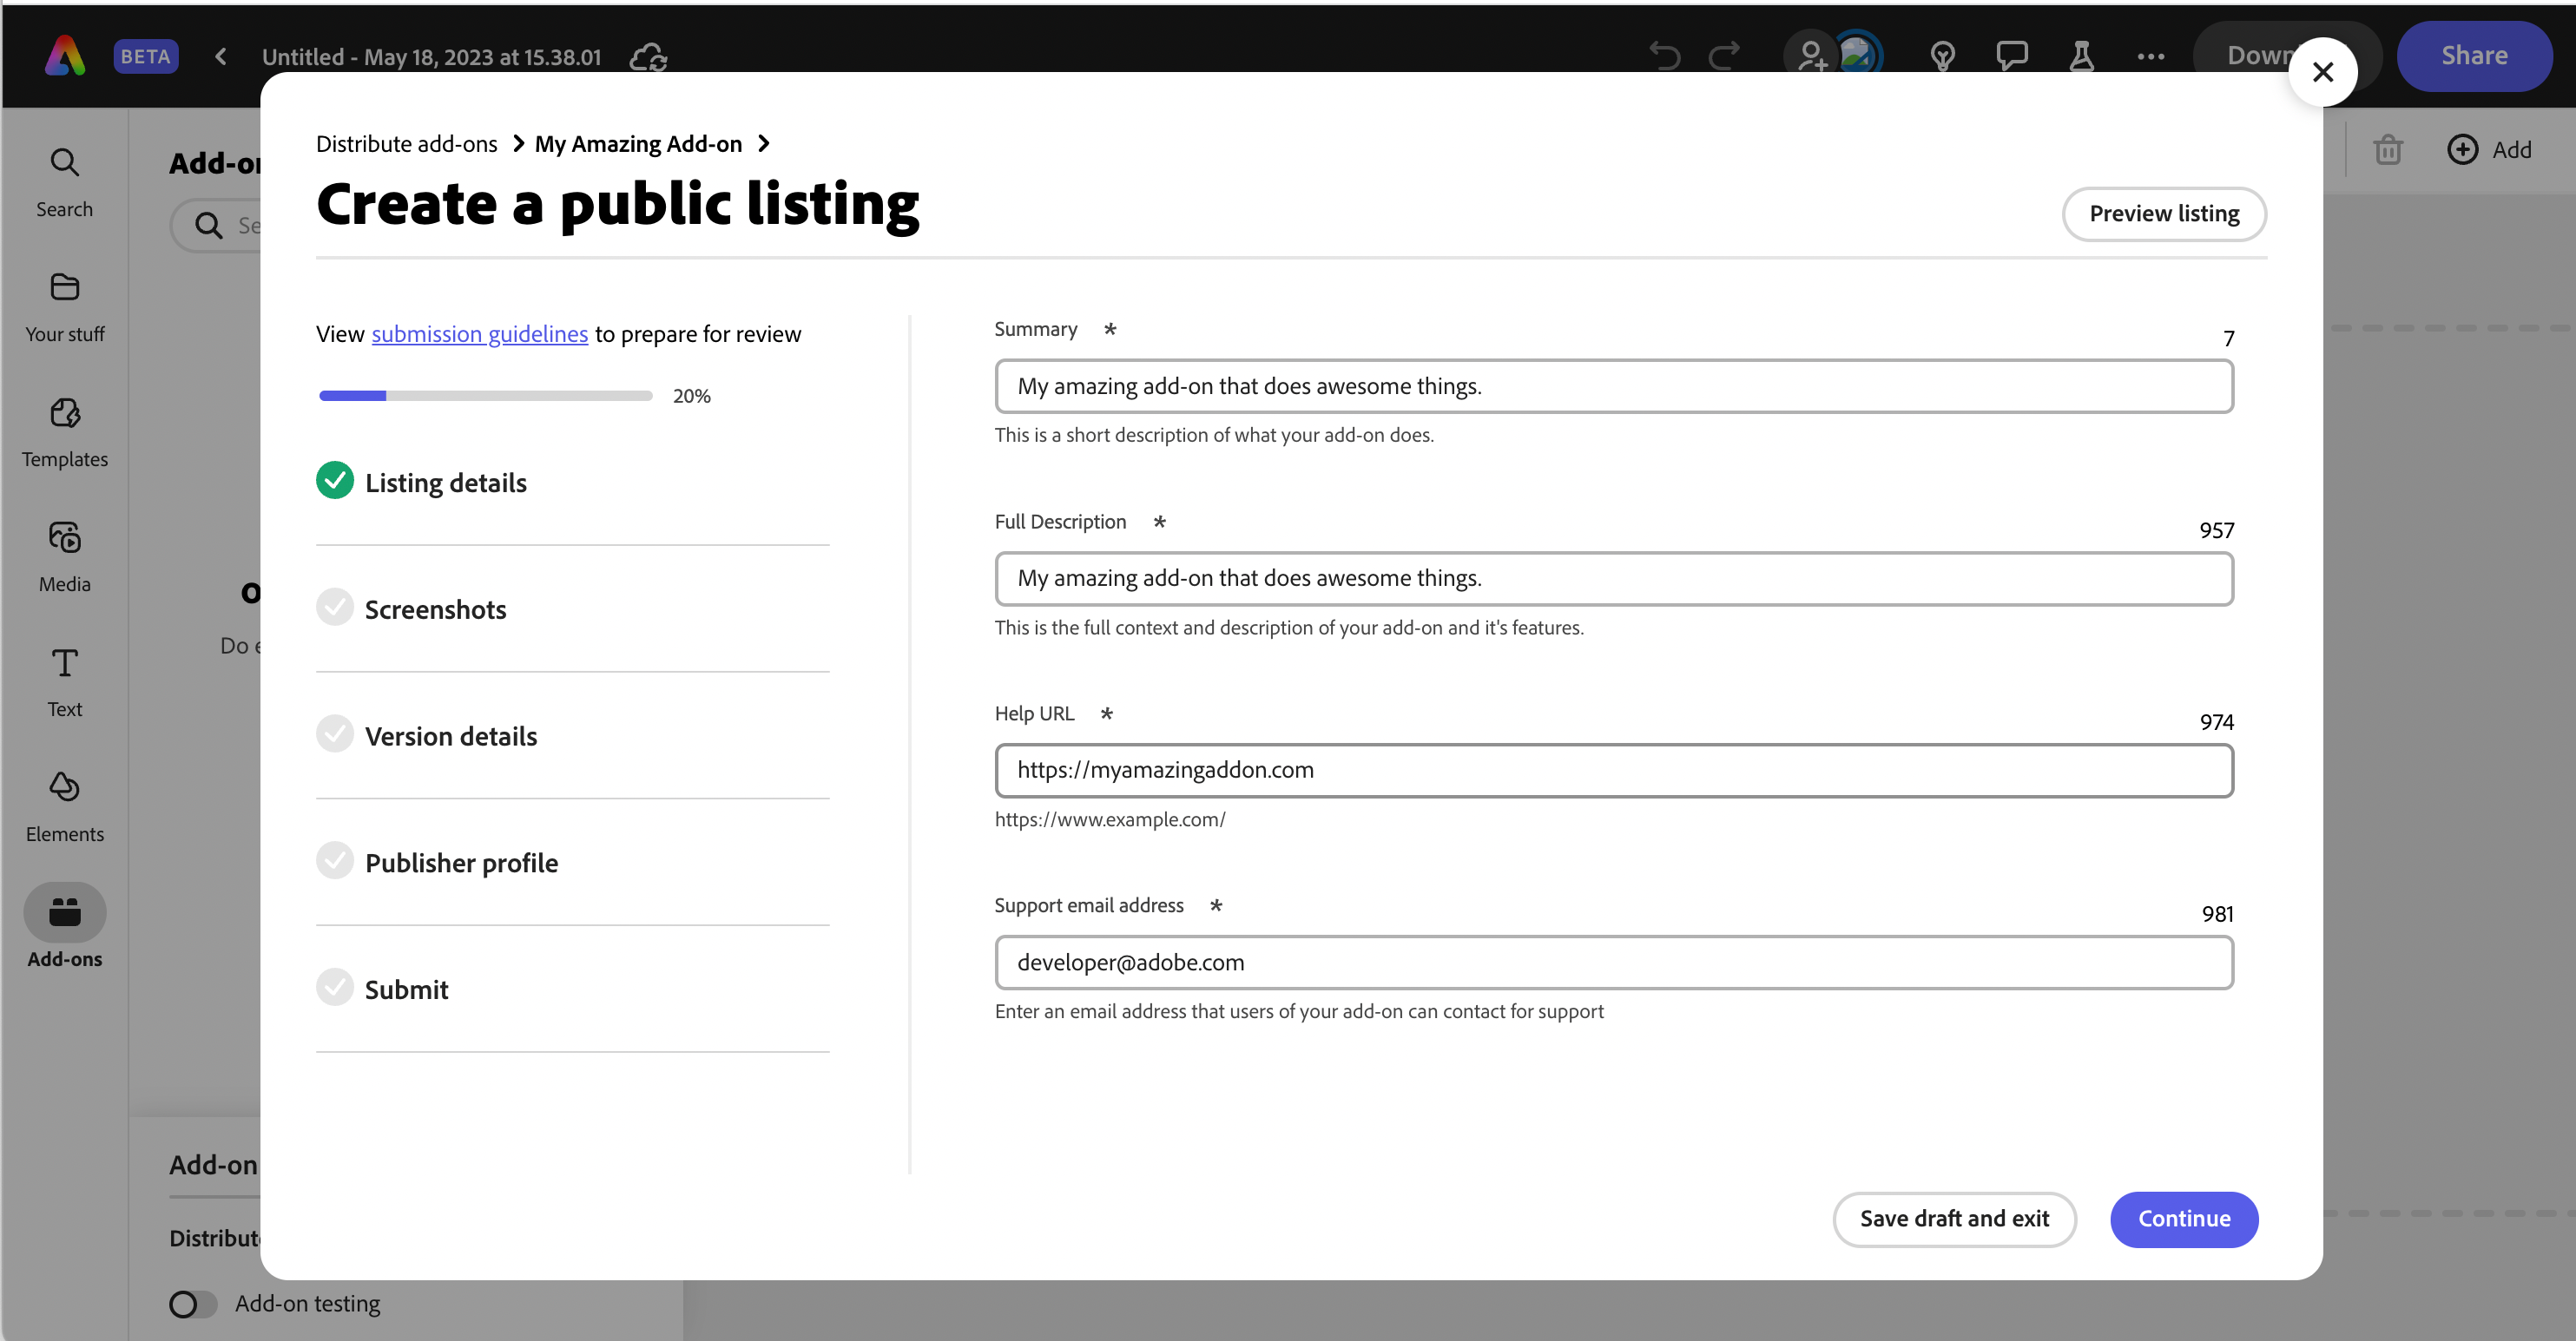 BETA
Untitled - May 18, 2023 at 15.38.01
Share
Search
Your stuff
Templates
Media
Text
Elements
Add-ons
Add
Distribute add-ons
My Amazing Add-on
Create a public listing
Preview listing
View submission guidelines to prepare for review
20%
Listing details
Screenshots
Version details
Publisher profile
Submit
Summary *
7
My amazing add-on that does awesome things.
This is a short description of what your add-on does.
Full Description *
957
My amazing add-on that does awesome things.
This is the full context and description of your add-on and it's features.
Help URL *
974
https://myamazingaddon.com
https://www.example.com/
Support email address *
981
developer@adobe.com
Enter an email address that users of your add-on can contact for support
Save draft and exit
Continue
Add-on
Add-on testing